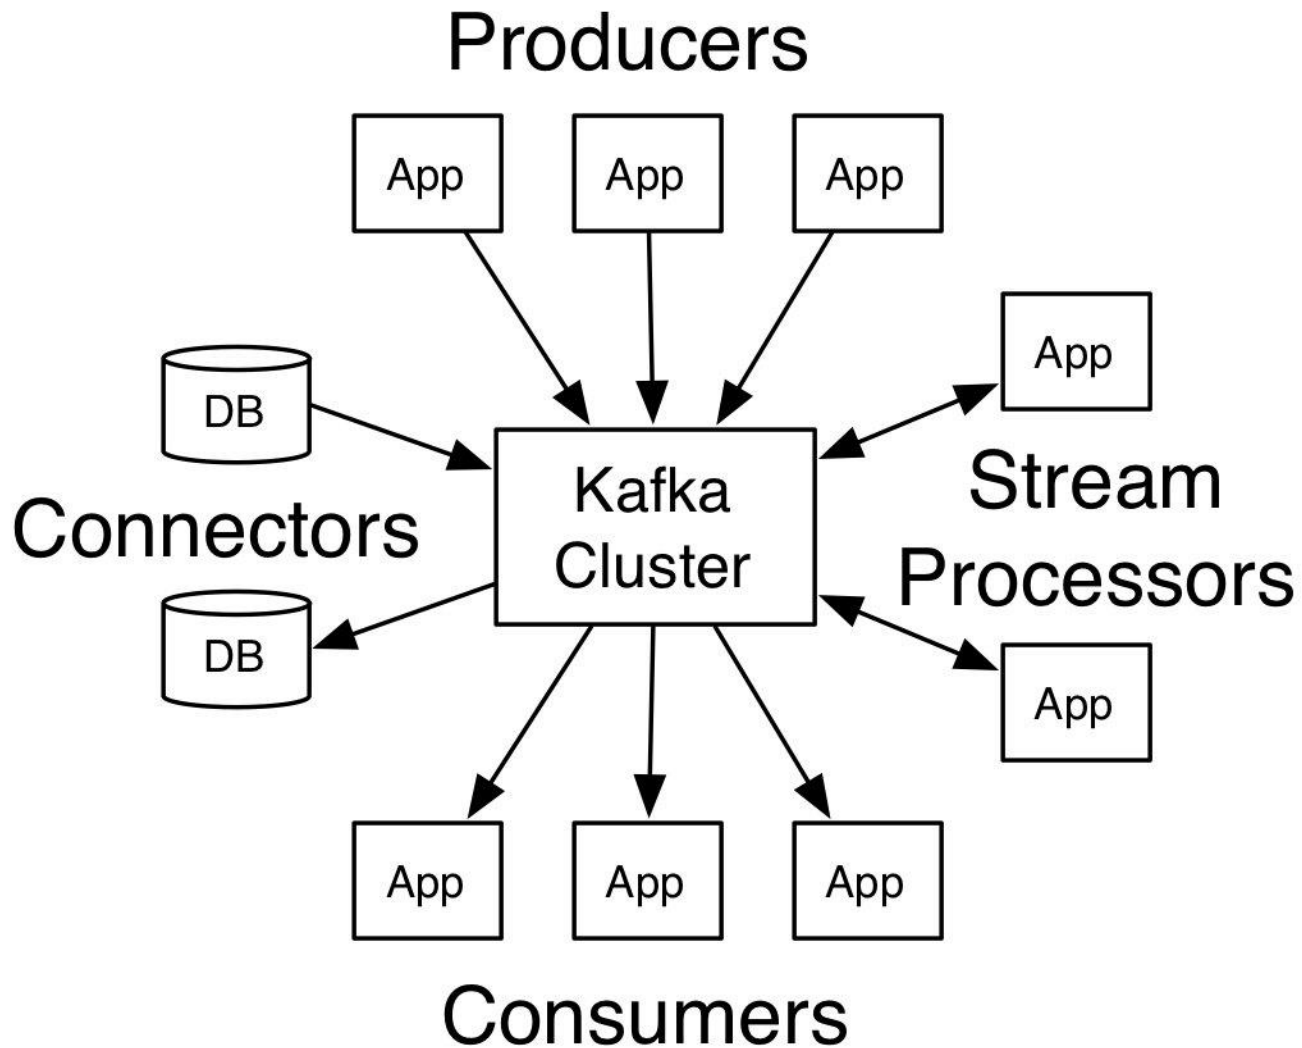 Producers
App
App
App
App
DB
Kafka
Cluster
Stream
Processors
Connectors
DB
App
App
App
App
Consumers